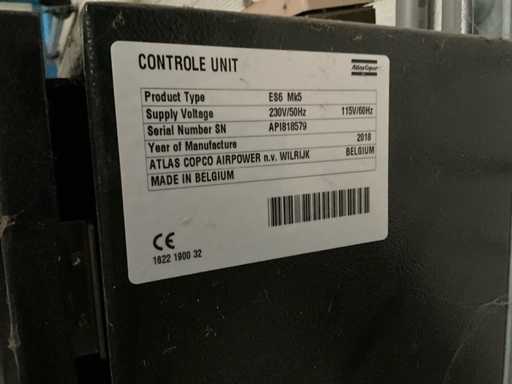 CONTROLE UNIT
Atlas Copco
Product Type ES6 Mk5
Supply Voltage 230V/50Hz 115V/60Hz
Serial Number SN API818579
Year of Manufacture 2018
ATLAS COPCO AIRPOWER n.v. WILRIJK BELGIUM
MADE IN BELGIUM
CE
1622 1900 32